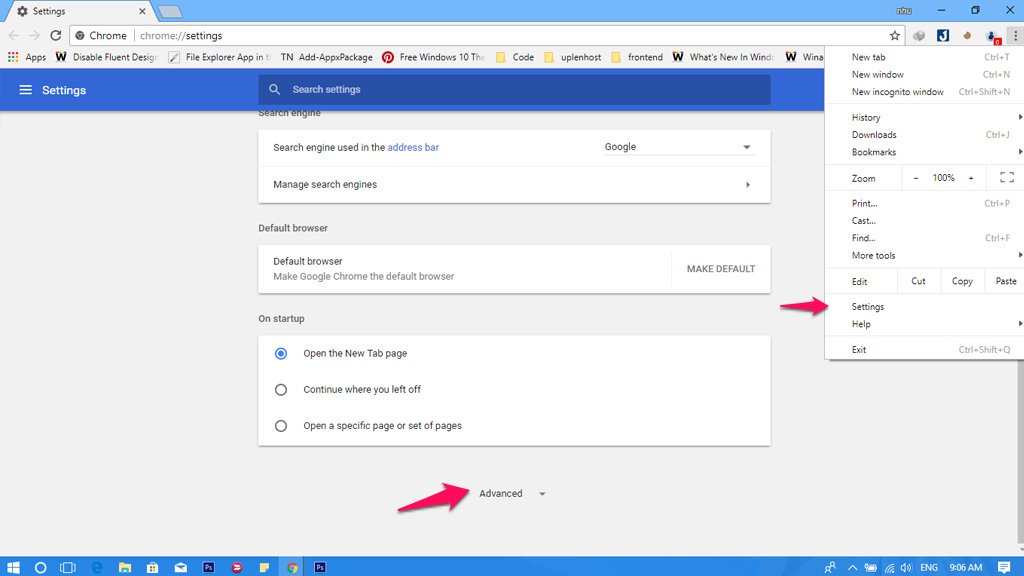 Settings
nhu
Chrome
chrome://settings
Apps
Disable Fluent Design
File Explorer App in t
TN Add-AppxPackage
Free Windows 10 The
Code
uplenhost
frontend
What's New In Windo
Wina
Settings
Search settings
Search engine
Search engine used in the address bar
Google
Manage search engines
Default browser
Default browser
Make Google Chrome the default browser
MAKE DEFAULT
On startup
Open the New Tab page
Continue where you left off
Open a specific page or set of pages
Advanced
New tab Ctrl+T
New window Ctrl+N
New incognito window Ctrl+Shift+N
History
Downloads Ctrl+J
Bookmarks
Zoom - 100% +
Print... Ctrl+P
Cast...
Find... Ctrl+F
More tools
Edit Cut Copy Paste
Settings
Help
Exit Ctrl+Shift+Q
ENG 9:06 AM